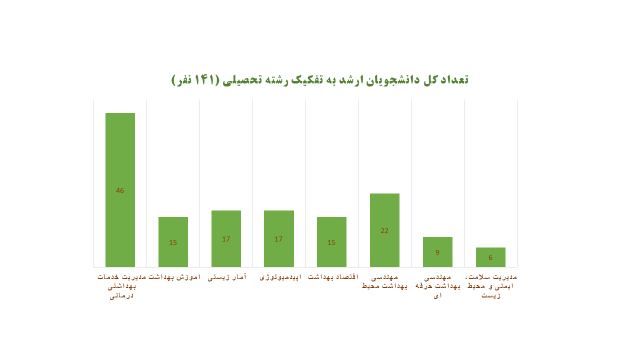 تعداد کل دانشجویان ارشد به تفکیک رشته تحصیلی (۱۴۱ نفر)
46
15
17
17
15
22
9
6
مدیریت خدمات
بهداشتی
درمانی
اموزش بهداشت
آمار زیستی
اپیدمیولوژی
اقتصاد بهداشت
مهندسی
بهداشت محیط
مهندسی
بهداشت حرفه
ای
مدیریت سلامت،
ایمنی و محیط
زیست